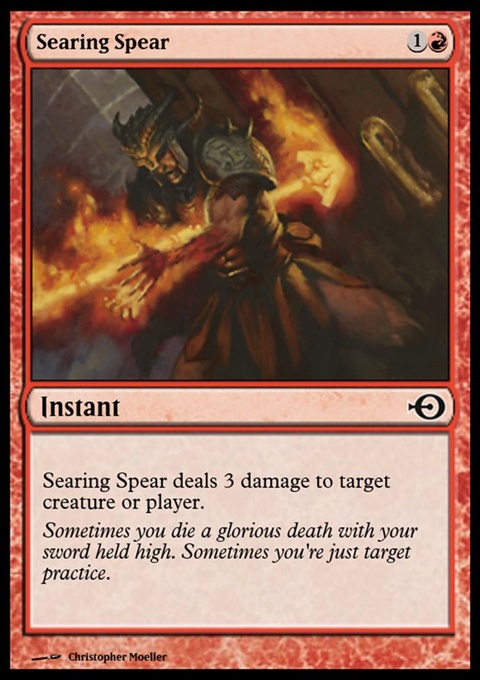 Searing Spear 1
Instant
Searing Spear deals 3 damage to target
creature or player.
Sometimes you die a glorious death with your
sword held high. Sometimes you're just target
practice.
Christopher Moeller